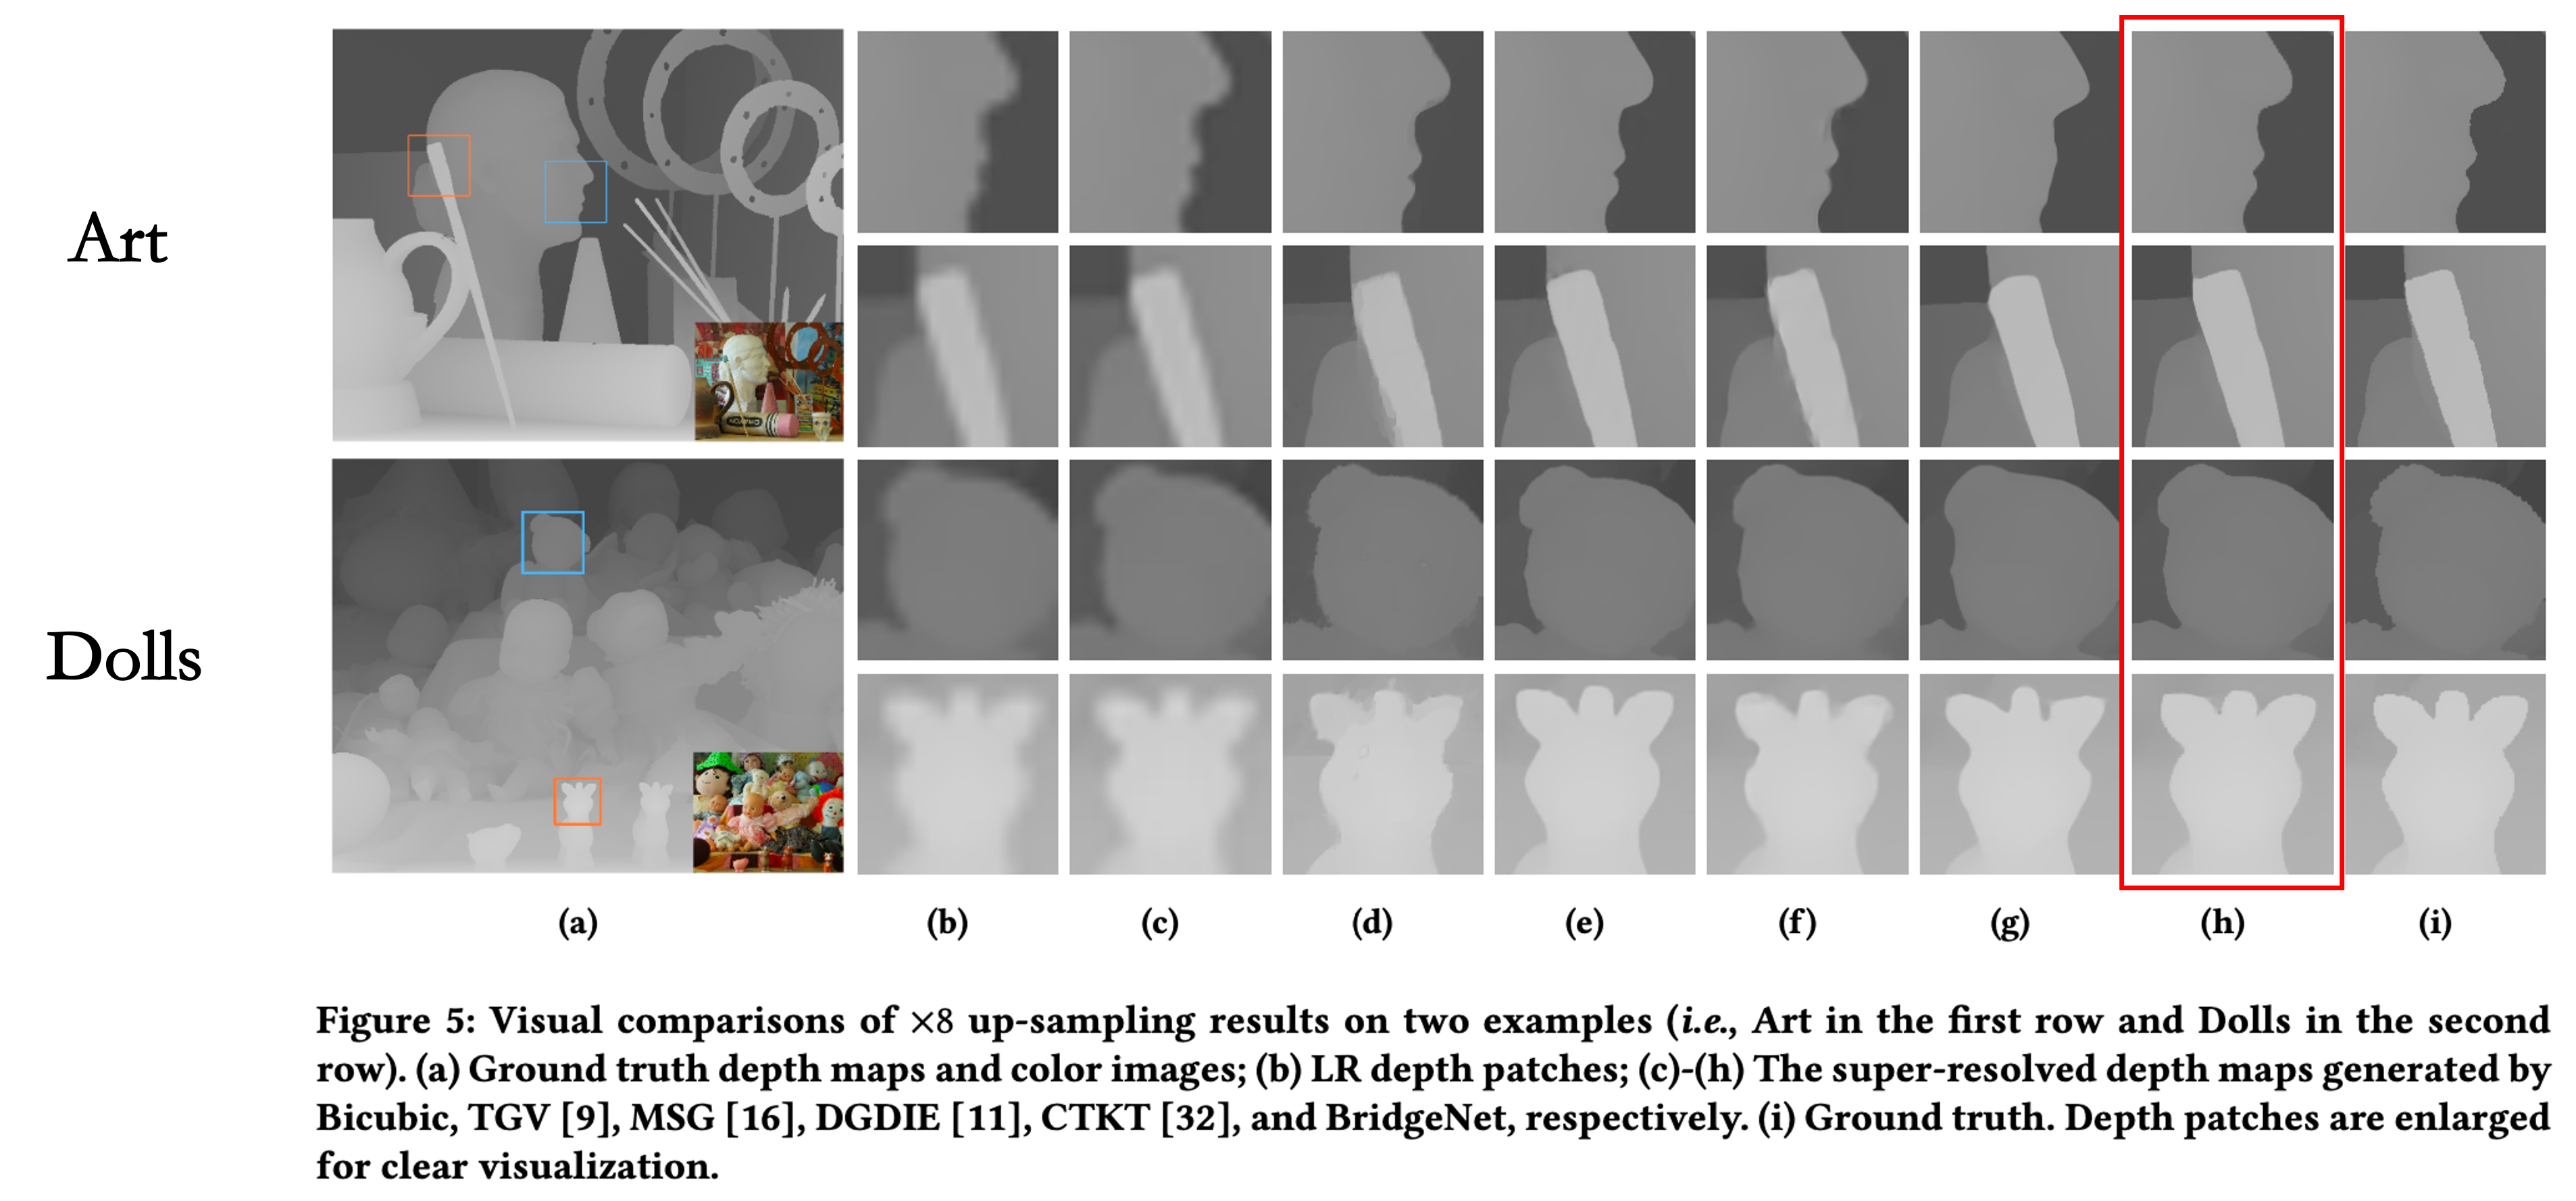 Art
Dolls
(a) (b) (c) (d) (e) (f) (g) (h) (i)
Figure 5: Visual comparisons of ×8 up-sampling results on two examples (i.e., Art in the first row and Dolls in the second
row). (a) Ground truth depth maps and color images; (b) LR depth patches; (c)-(h) The super-resolved depth maps generated by
Bicubic, TGV [9], MSG [16], DGDIE [11], CTKT [32], and BridgeNet, respectively. (i) Ground truth. Depth patches are enlarged
for clear visualization.